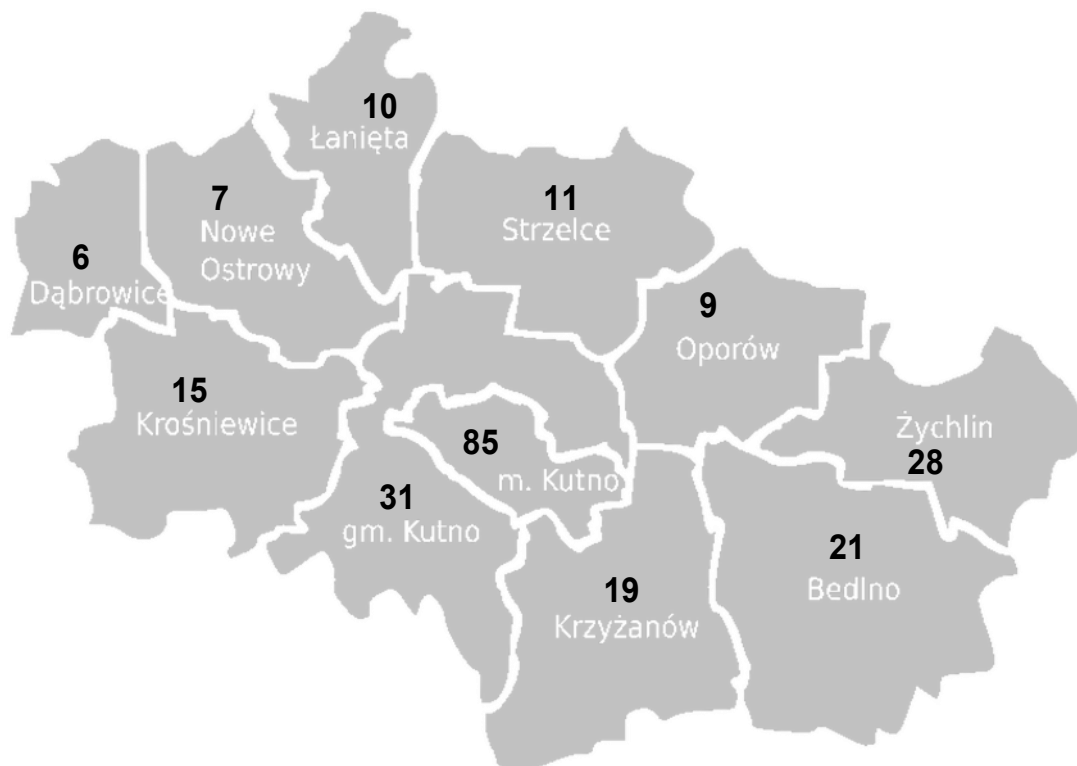 10
Łanięta
7
Nowe
Ostrowy
11
Strzelce
6
Dąbrowice
9
Oporów
15
Krośniewice
85
m. Kutno
Żychlin
28
31
gm. Kutno
19
Krzyżanów
21
Bedlno